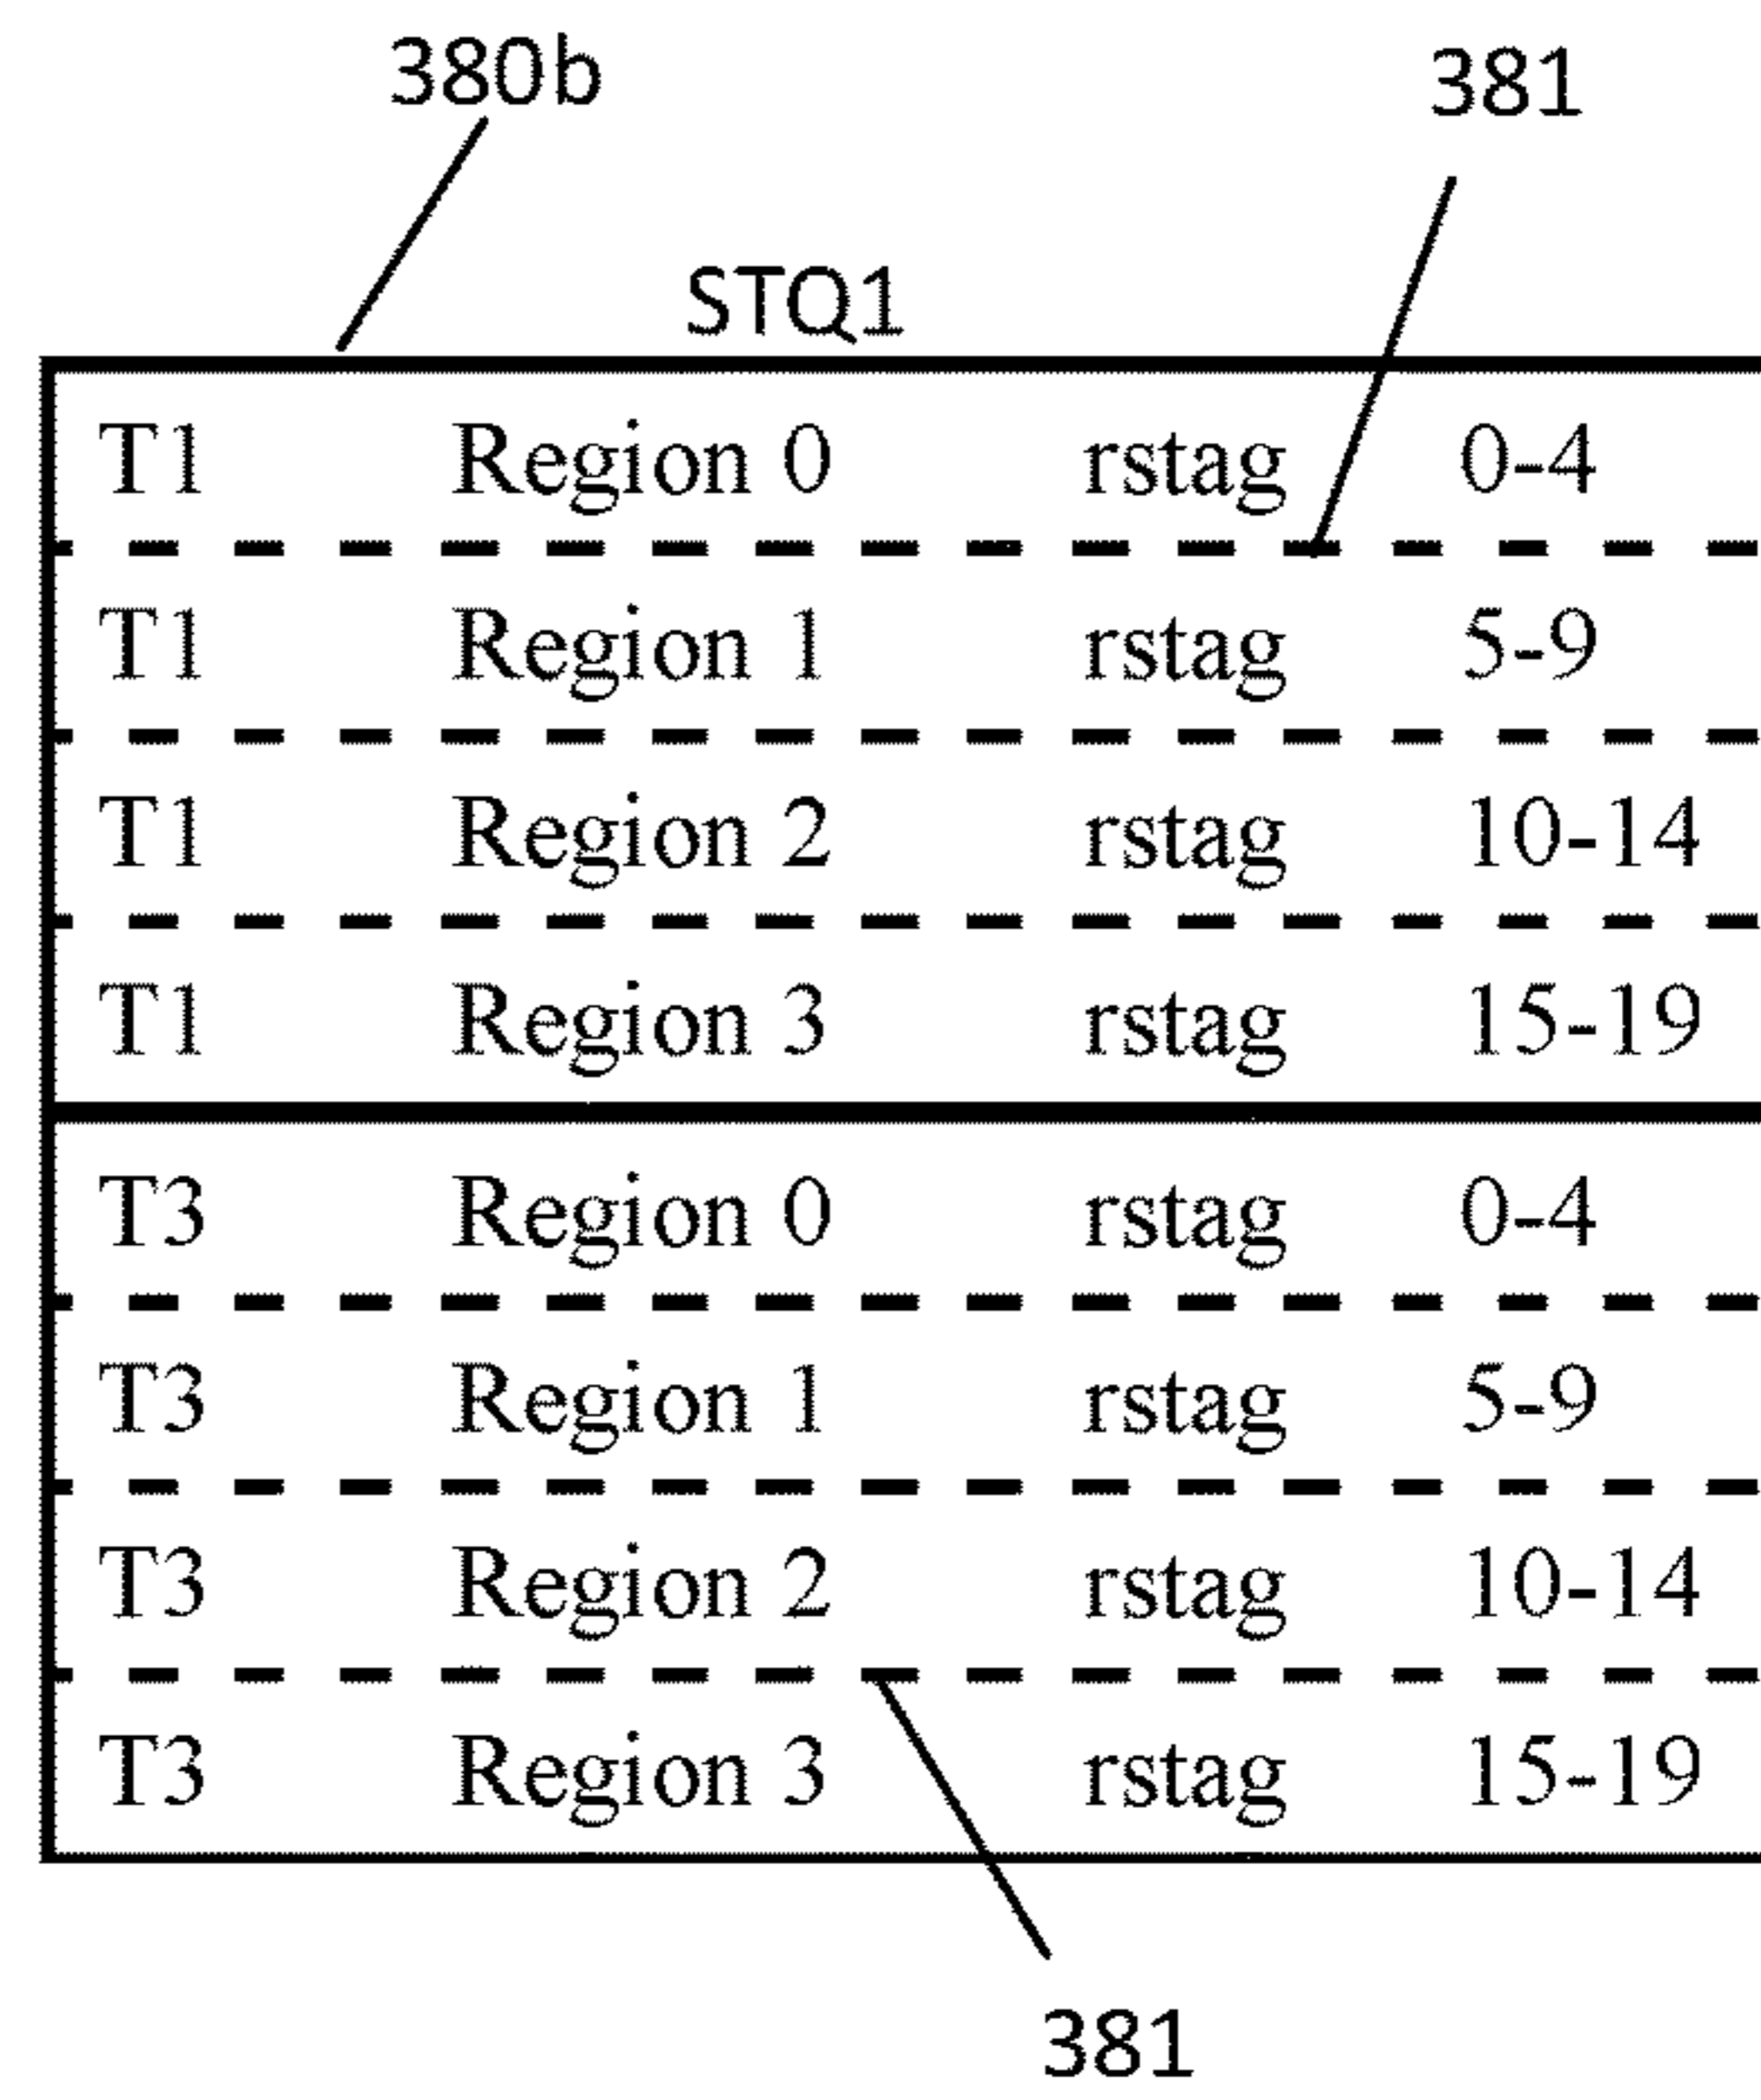 380b 381
STQ1
T1 Region 0 rstag 0-4
T1 Region 1 rstag 5-9
T1 Region 2 rstag 10-14
T1 Region 3 rstag 15-19
T3 Region 0 rstag 0-4
T3 Region 1 rstag 5-9
T3 Region 2 rstag 10-14
T3 Region 3 rstag 15-19
381